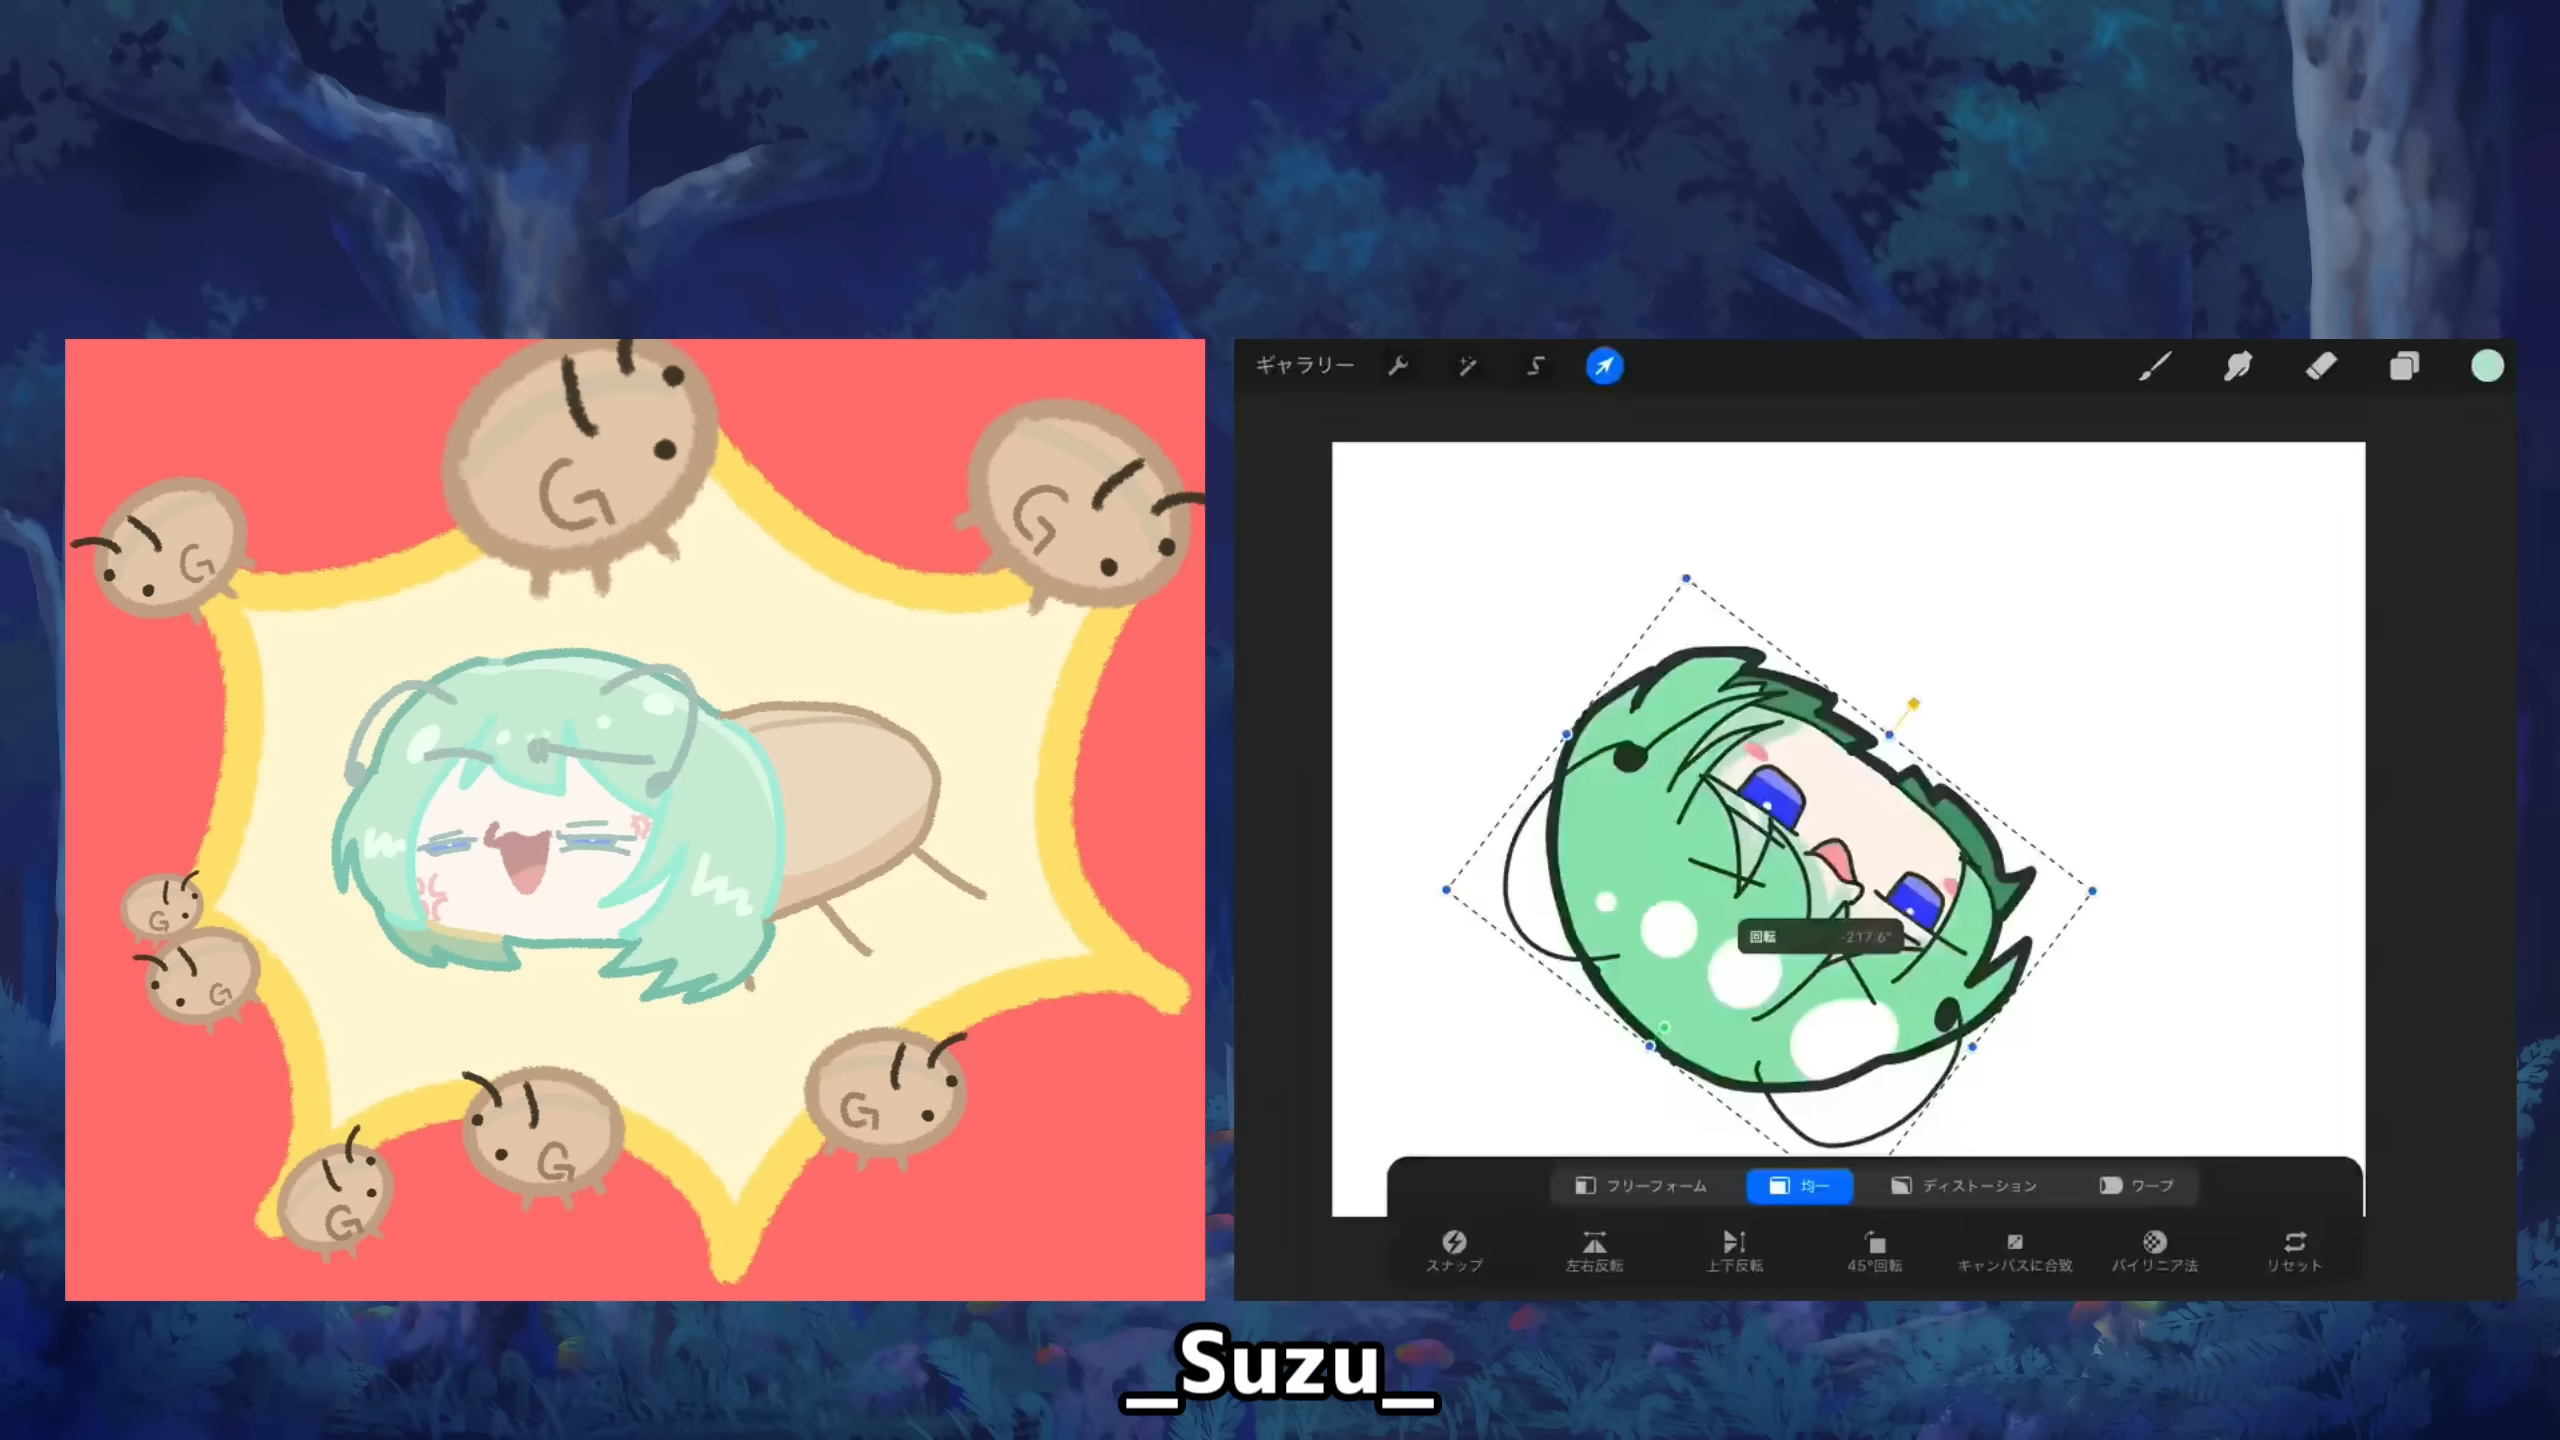 G
G
G
G
G
G
G
G
ギャラリー
回転 -217.6°
フリーフォーム 均一 ディストーション ワープ
スナップ 左右反転 上下反転 45°回転 キャンバスに合致 バイリニア法 リセット
_Suzu_